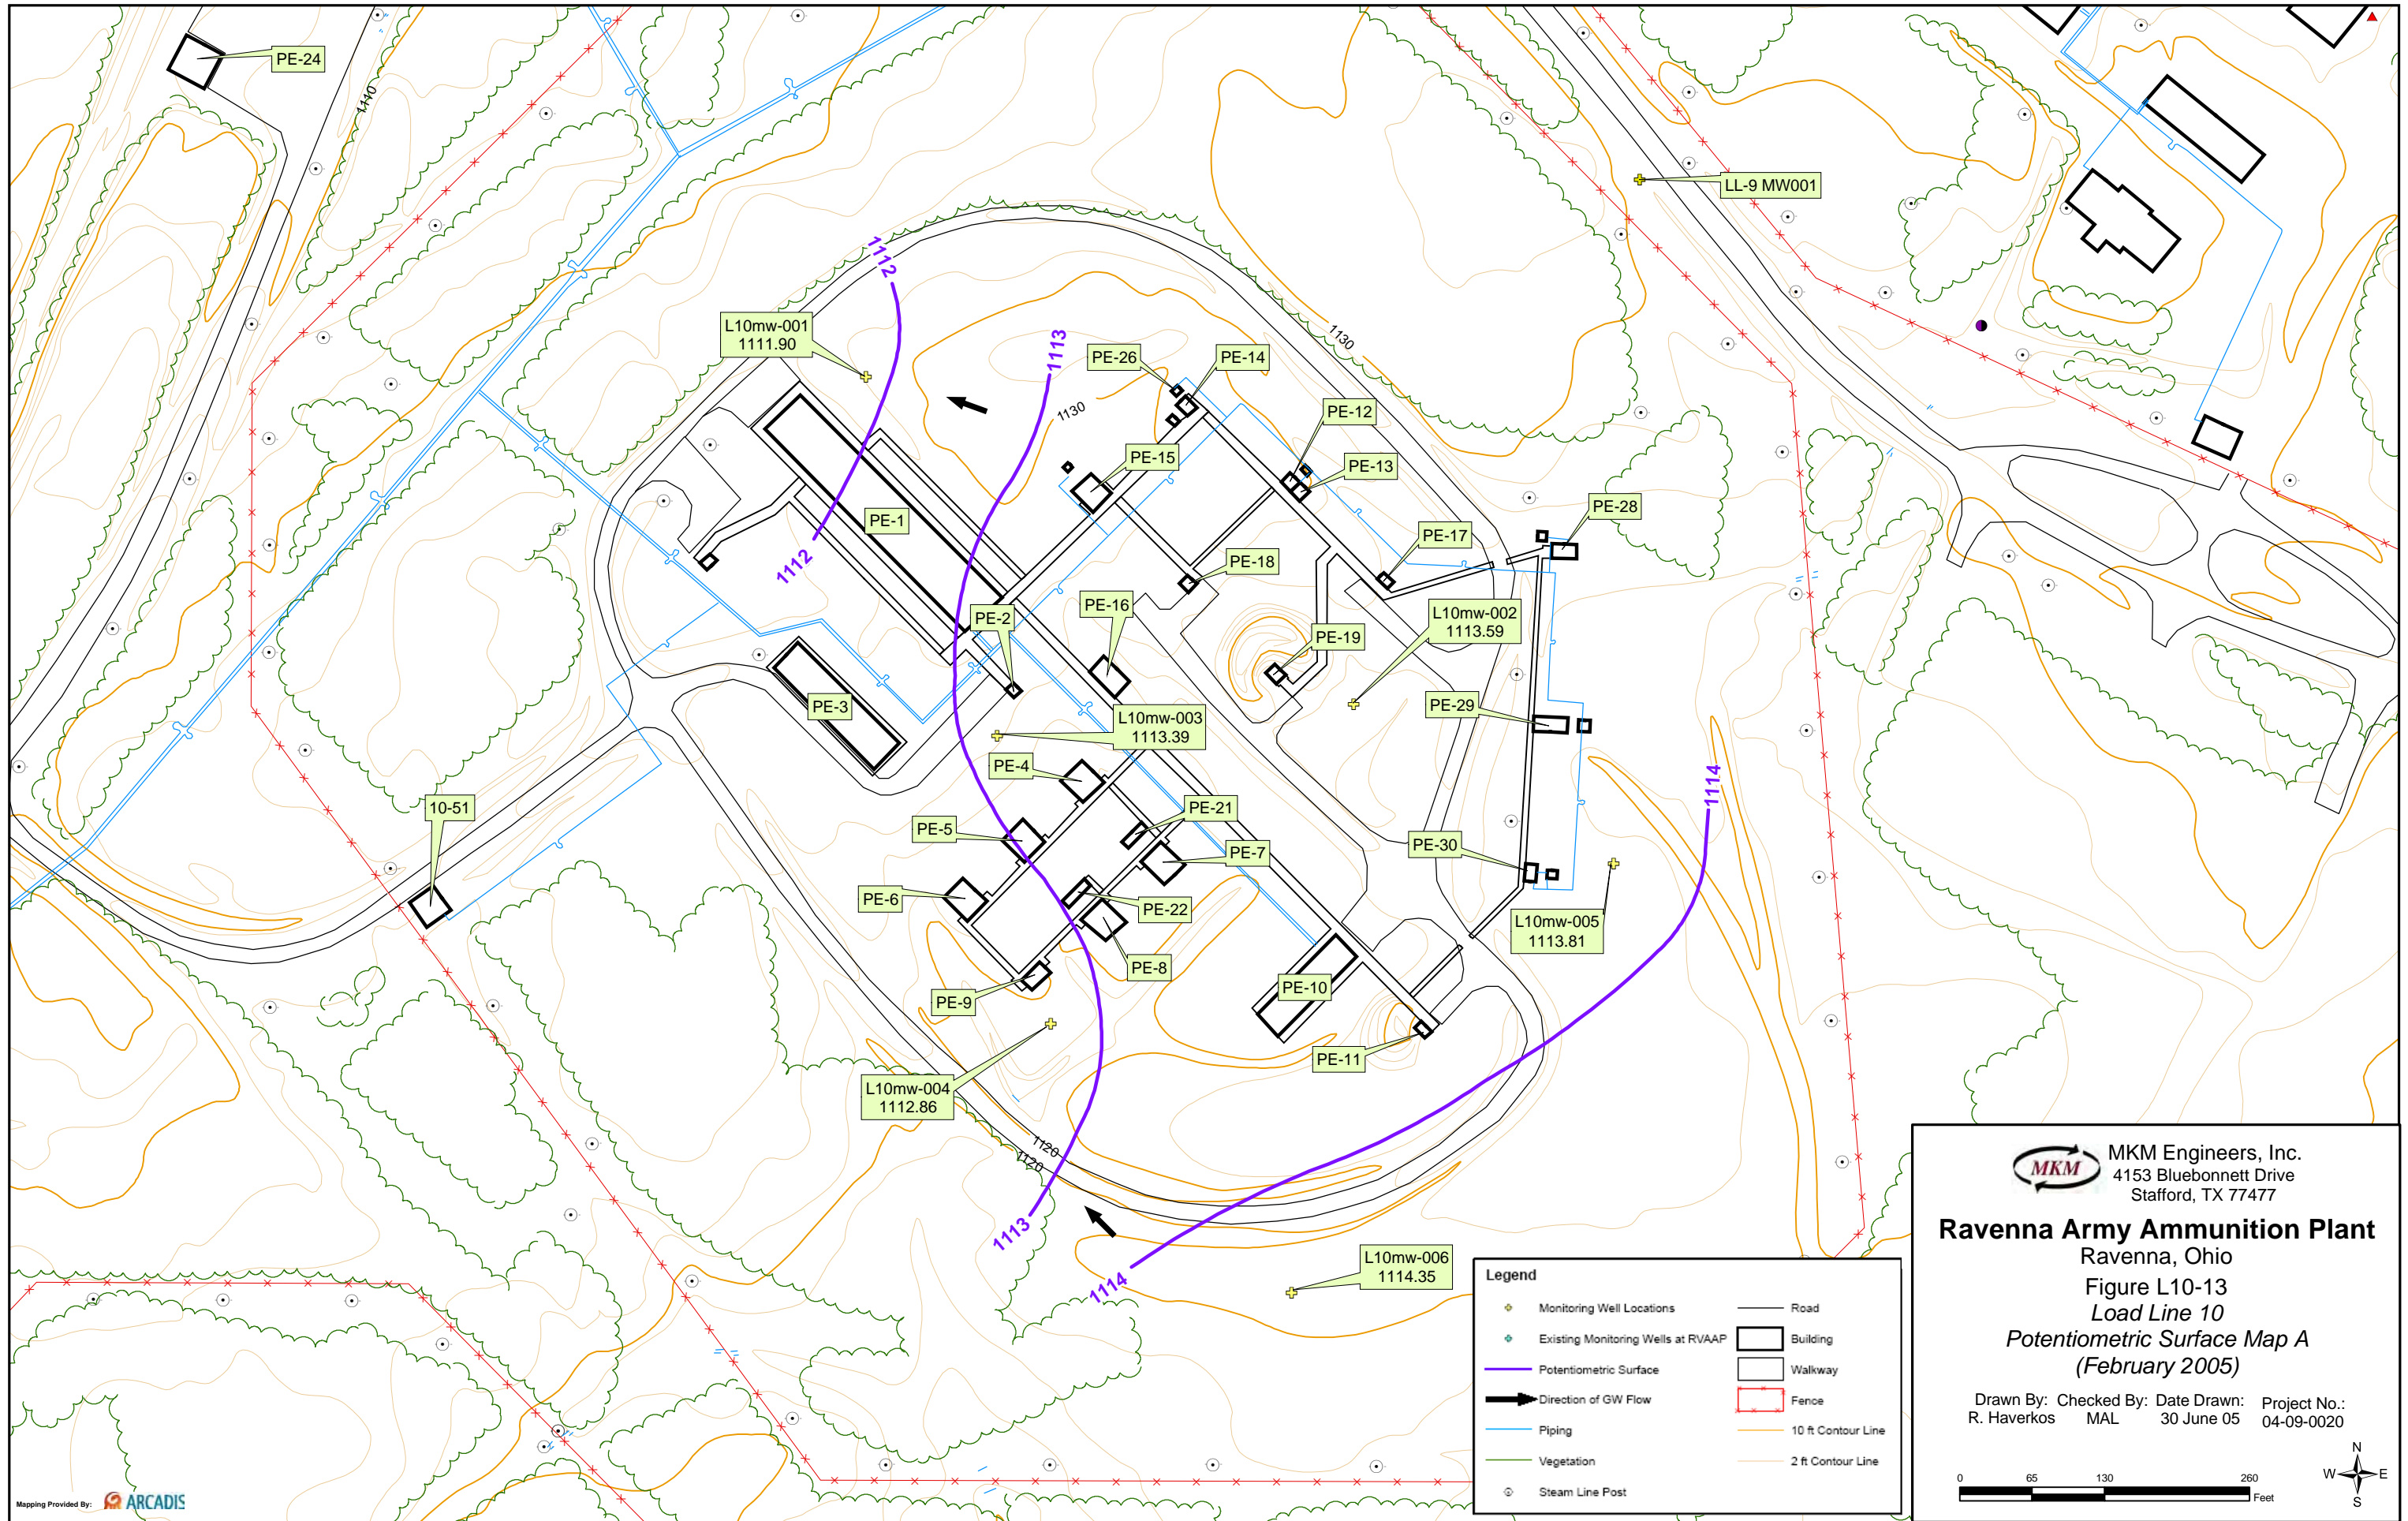 PE-24
1110
LL-9 MW001
1112
L10mw-001
1111.90
1113
1130
PE-26
PE-14
1130
PE-12
PE-15
PE-13
PE-28
PE-1
PE-17
1112
PE-18
PE-16
PE-2
L10mw-002
1113.59
PE-19
PE-3
PE-29
L10mw-003
1113.39
PE-4
1114
10-51
PE-21
PE-5
PE-7
PE-30
PE-6
PE-22
L10mw-005
1113.81
PE-8
PE-9
PE-10
PE-11
L10mw-004
1112.86
1120
1120
1113
1114
L10mw-006
1114.35
Legend
Monitoring Well Locations
Existing Monitoring Wells at RVAAP
Potentiometric Surface
Direction of GW Flow
Piping
Vegetation
Steam Line Post
Road
Building
Walkway
Fence
10 ft Contour Line
2 ft Contour Line
MKM
MKM Engineers, Inc.
4153 Bluebonnett Drive
Stafford, TX 77477
Ravenna Army Ammunition Plant
Ravenna, Ohio
Figure L10-13
Load Line 10
Potentiometric Surface Map A
(February 2005)
Drawn By: Checked By: Date Drawn: Project No.:
R. Haverkos MAL 30 June 05 04-09-0020
0 65 130 260
Feet
N
W E
S
Mapping Provided By: ARCADIS